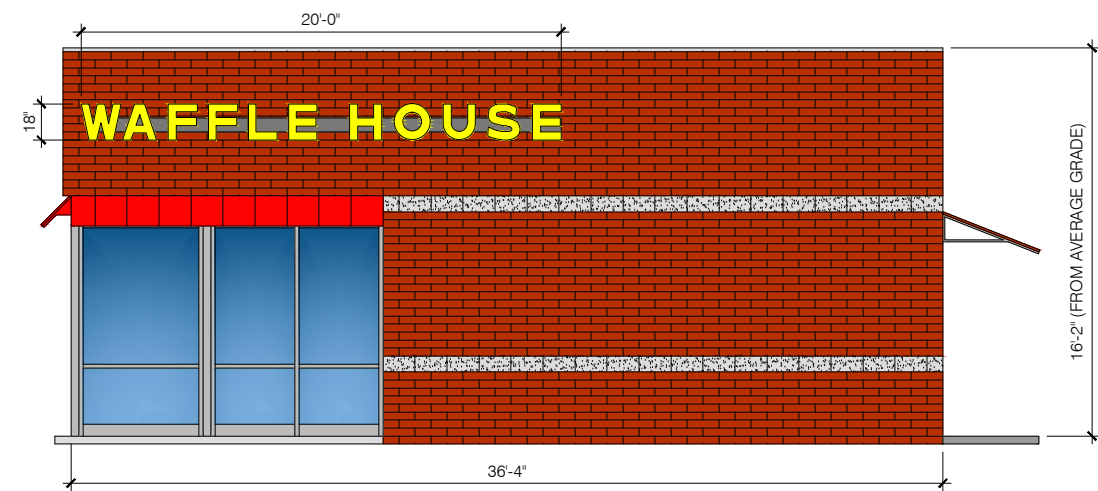 20'-0"
18"
WAFFLE HOUSE
16'-2" (FROM AVERAGE GRADE)
36'-4"